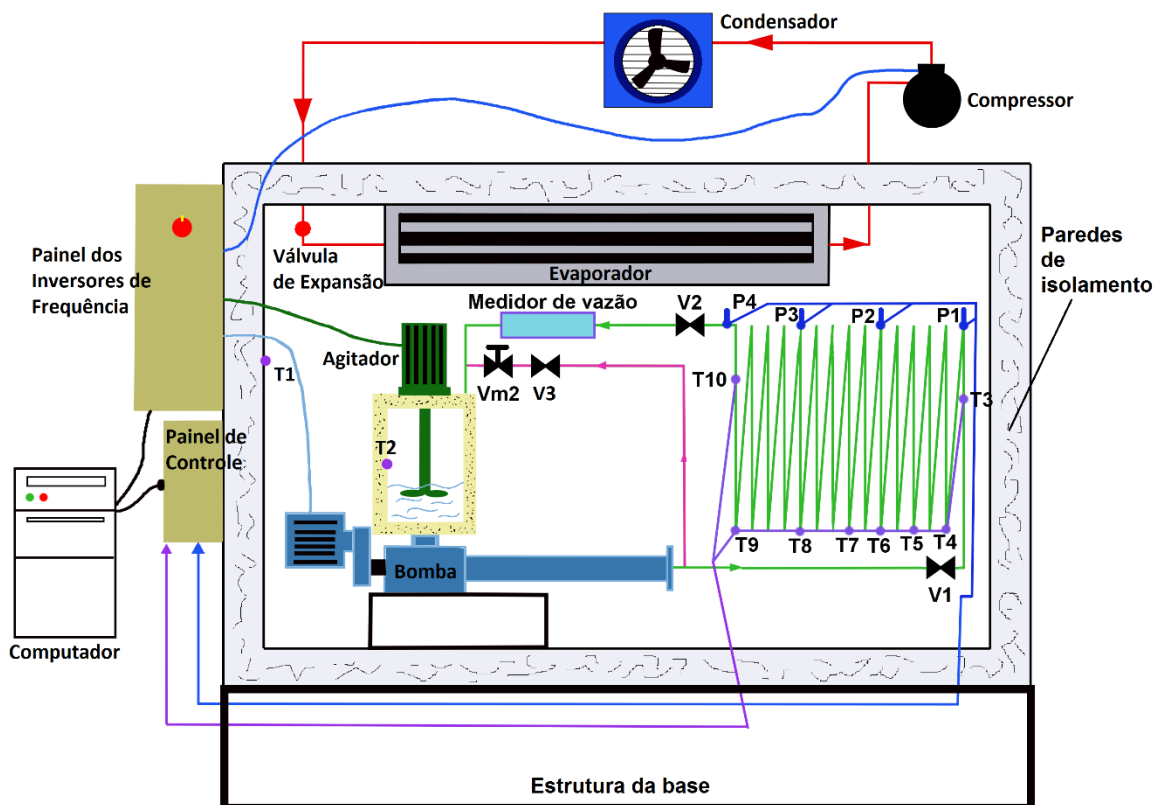 Condensador
Compressor
Painel dos
Inversores de
Frequência
Válvula
de Expansão
Evaporador
Paredes
de
isolamento
Medidor de vazão
V2
P4
P3
P2
P1
Agitador
T1
Vm2
V3
T10
T3
Painel de
Controle
T2
T9
T8
T7
T6
T5
T4
Bomba
V1
Computador
Estrutura da base